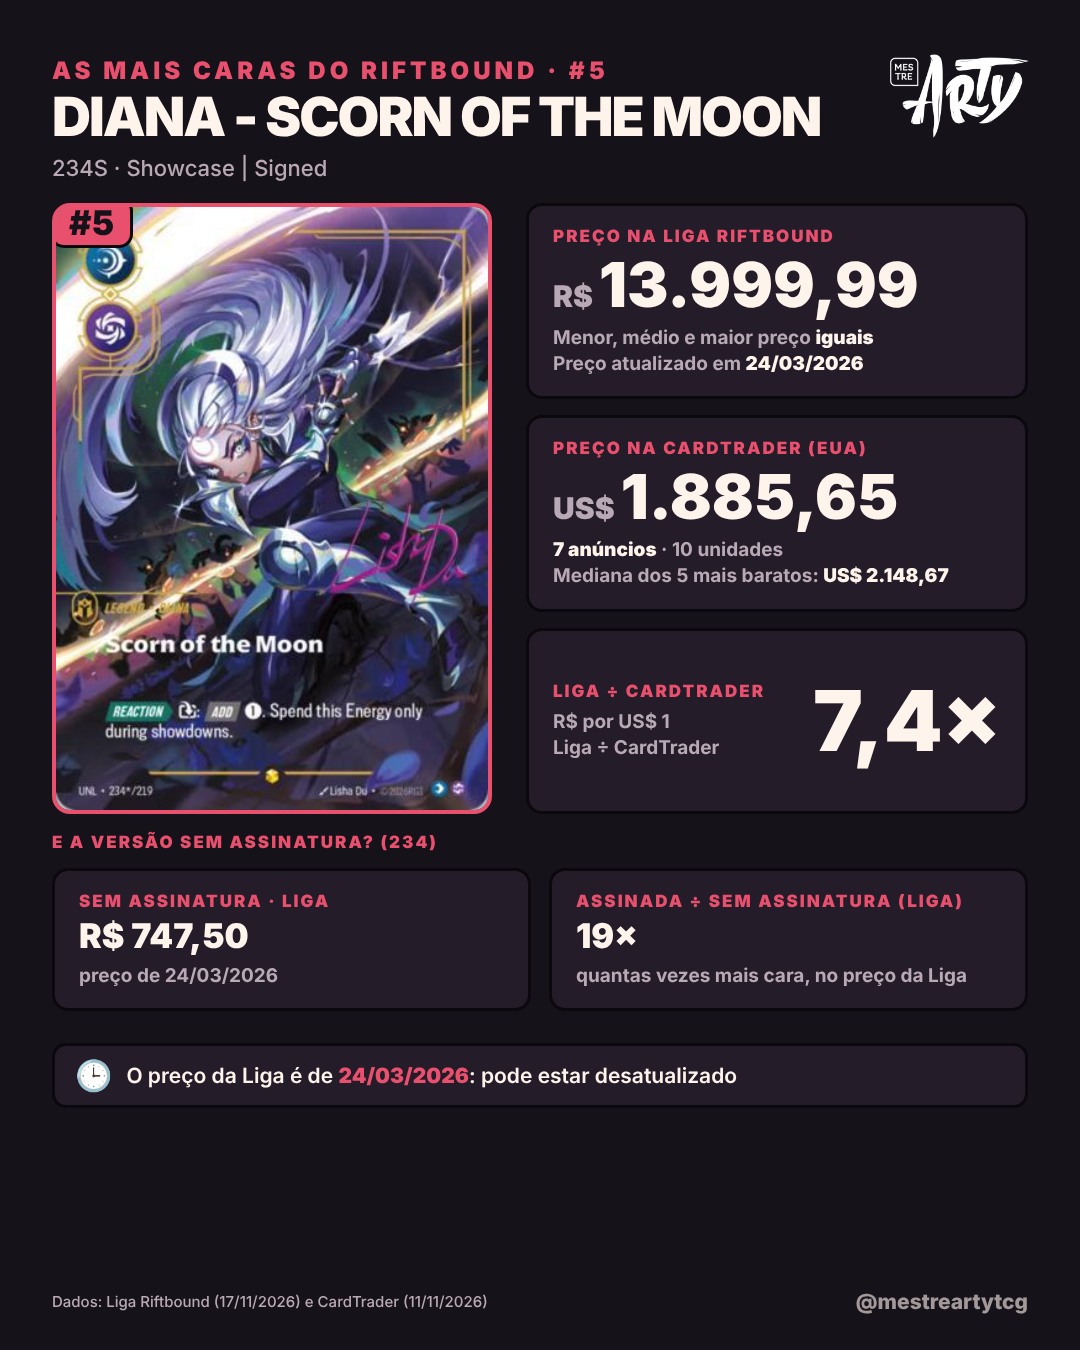 AS MAIS CARAS DO RIFTBOUND · #5
DIANA - SCORN OF THE MOON
234S · Showcase | Signed
MES
TRE
ARTY
#5
LishaDu
LEGEND · DIANA
Scorn of the Moon
REACTION : ADD 1. Spend this Energy only
during showdowns.
UNL • 234*/219
Lisha Du • ©2026RG
PREÇO NA LIGA RIFTBOUND
R$ 13.999,99
Menor, médio e maior preço iguais
Preço atualizado em 24/03/2026
PREÇO NA CARDTRADER (EUA)
US$ 1.885,65
7 anúncios · 10 unidades
Mediana dos 5 mais baratos: US$ 2.148,67
LIGA ÷ CARDTRADER
R$ por US$ 1
Liga ÷ CardTrader
7,4×
E A VERSÃO SEM ASSINATURA? (234)
SEM ASSINATURA · LIGA
R$ 747,50
preço de 24/03/2026
ASSINADA ÷ SEM ASSINATURA (LIGA)
19×
quantas vezes mais cara, no preço da Liga
O preço da Liga é de 24/03/2026: pode estar desatualizado
Dados: Liga Riftbound (17/11/2026) e CardTrader (11/11/2026)
@mestreartytcg